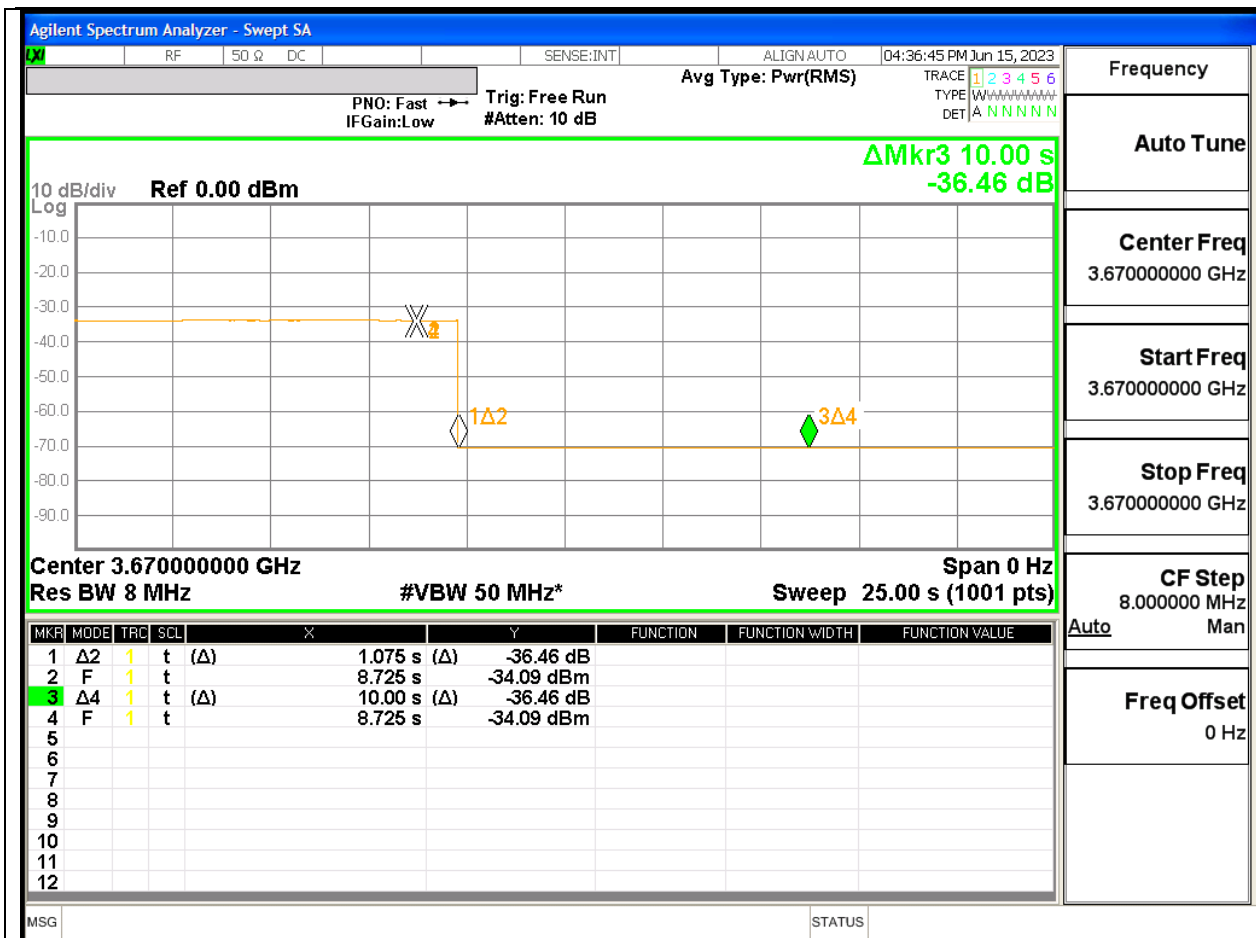 Agilent Spectrum Analyzer - Swept SA
LXI RF 50 Ω DC SENSE:INT ALIGN AUTO 04:36:45 PM Jun 15, 2023
Avg Type: Pwr(RMS) TRACE 1 2 3 4 5 6
PNO: Fast Trig: Free Run TYPE WWWWWWW
IFGain:Low #Atten: 10 dB DET A N N N N N
ΔMkr3 10.00 s
-36.46 dB
10 dB/div Ref 0.00 dBm
Log
-10.0
-20.0
-30.0
-40.0
-50.0
-60.0
-70.0
-80.0
-90.0
1Δ2
3Δ4
Center 3.670000000 GHz Span 0 Hz
Res BW 8 MHz #VBW 50 MHz* Sweep 25.00 s (1001 pts)
MKR MODE TRC SCL X Y FUNCTION FUNCTION WIDTH FUNCTION VALUE
1 Δ2 1 t (Δ) 1.075 s (Δ) -36.46 dB
2 F 1 t 8.725 s -34.09 dBm
3 Δ4 1 t (Δ) 10.00 s (Δ) -36.46 dB
4 F 1 t 8.725 s -34.09 dBm
5
6
7
8
9
10
11
12
MSG STATUS
Frequency
Auto Tune
Center Freq
3.670000000 GHz
Start Freq
3.670000000 GHz
Stop Freq
3.670000000 GHz
CF Step
8.000000 MHz
Auto Man
Freq Offset
0 Hz